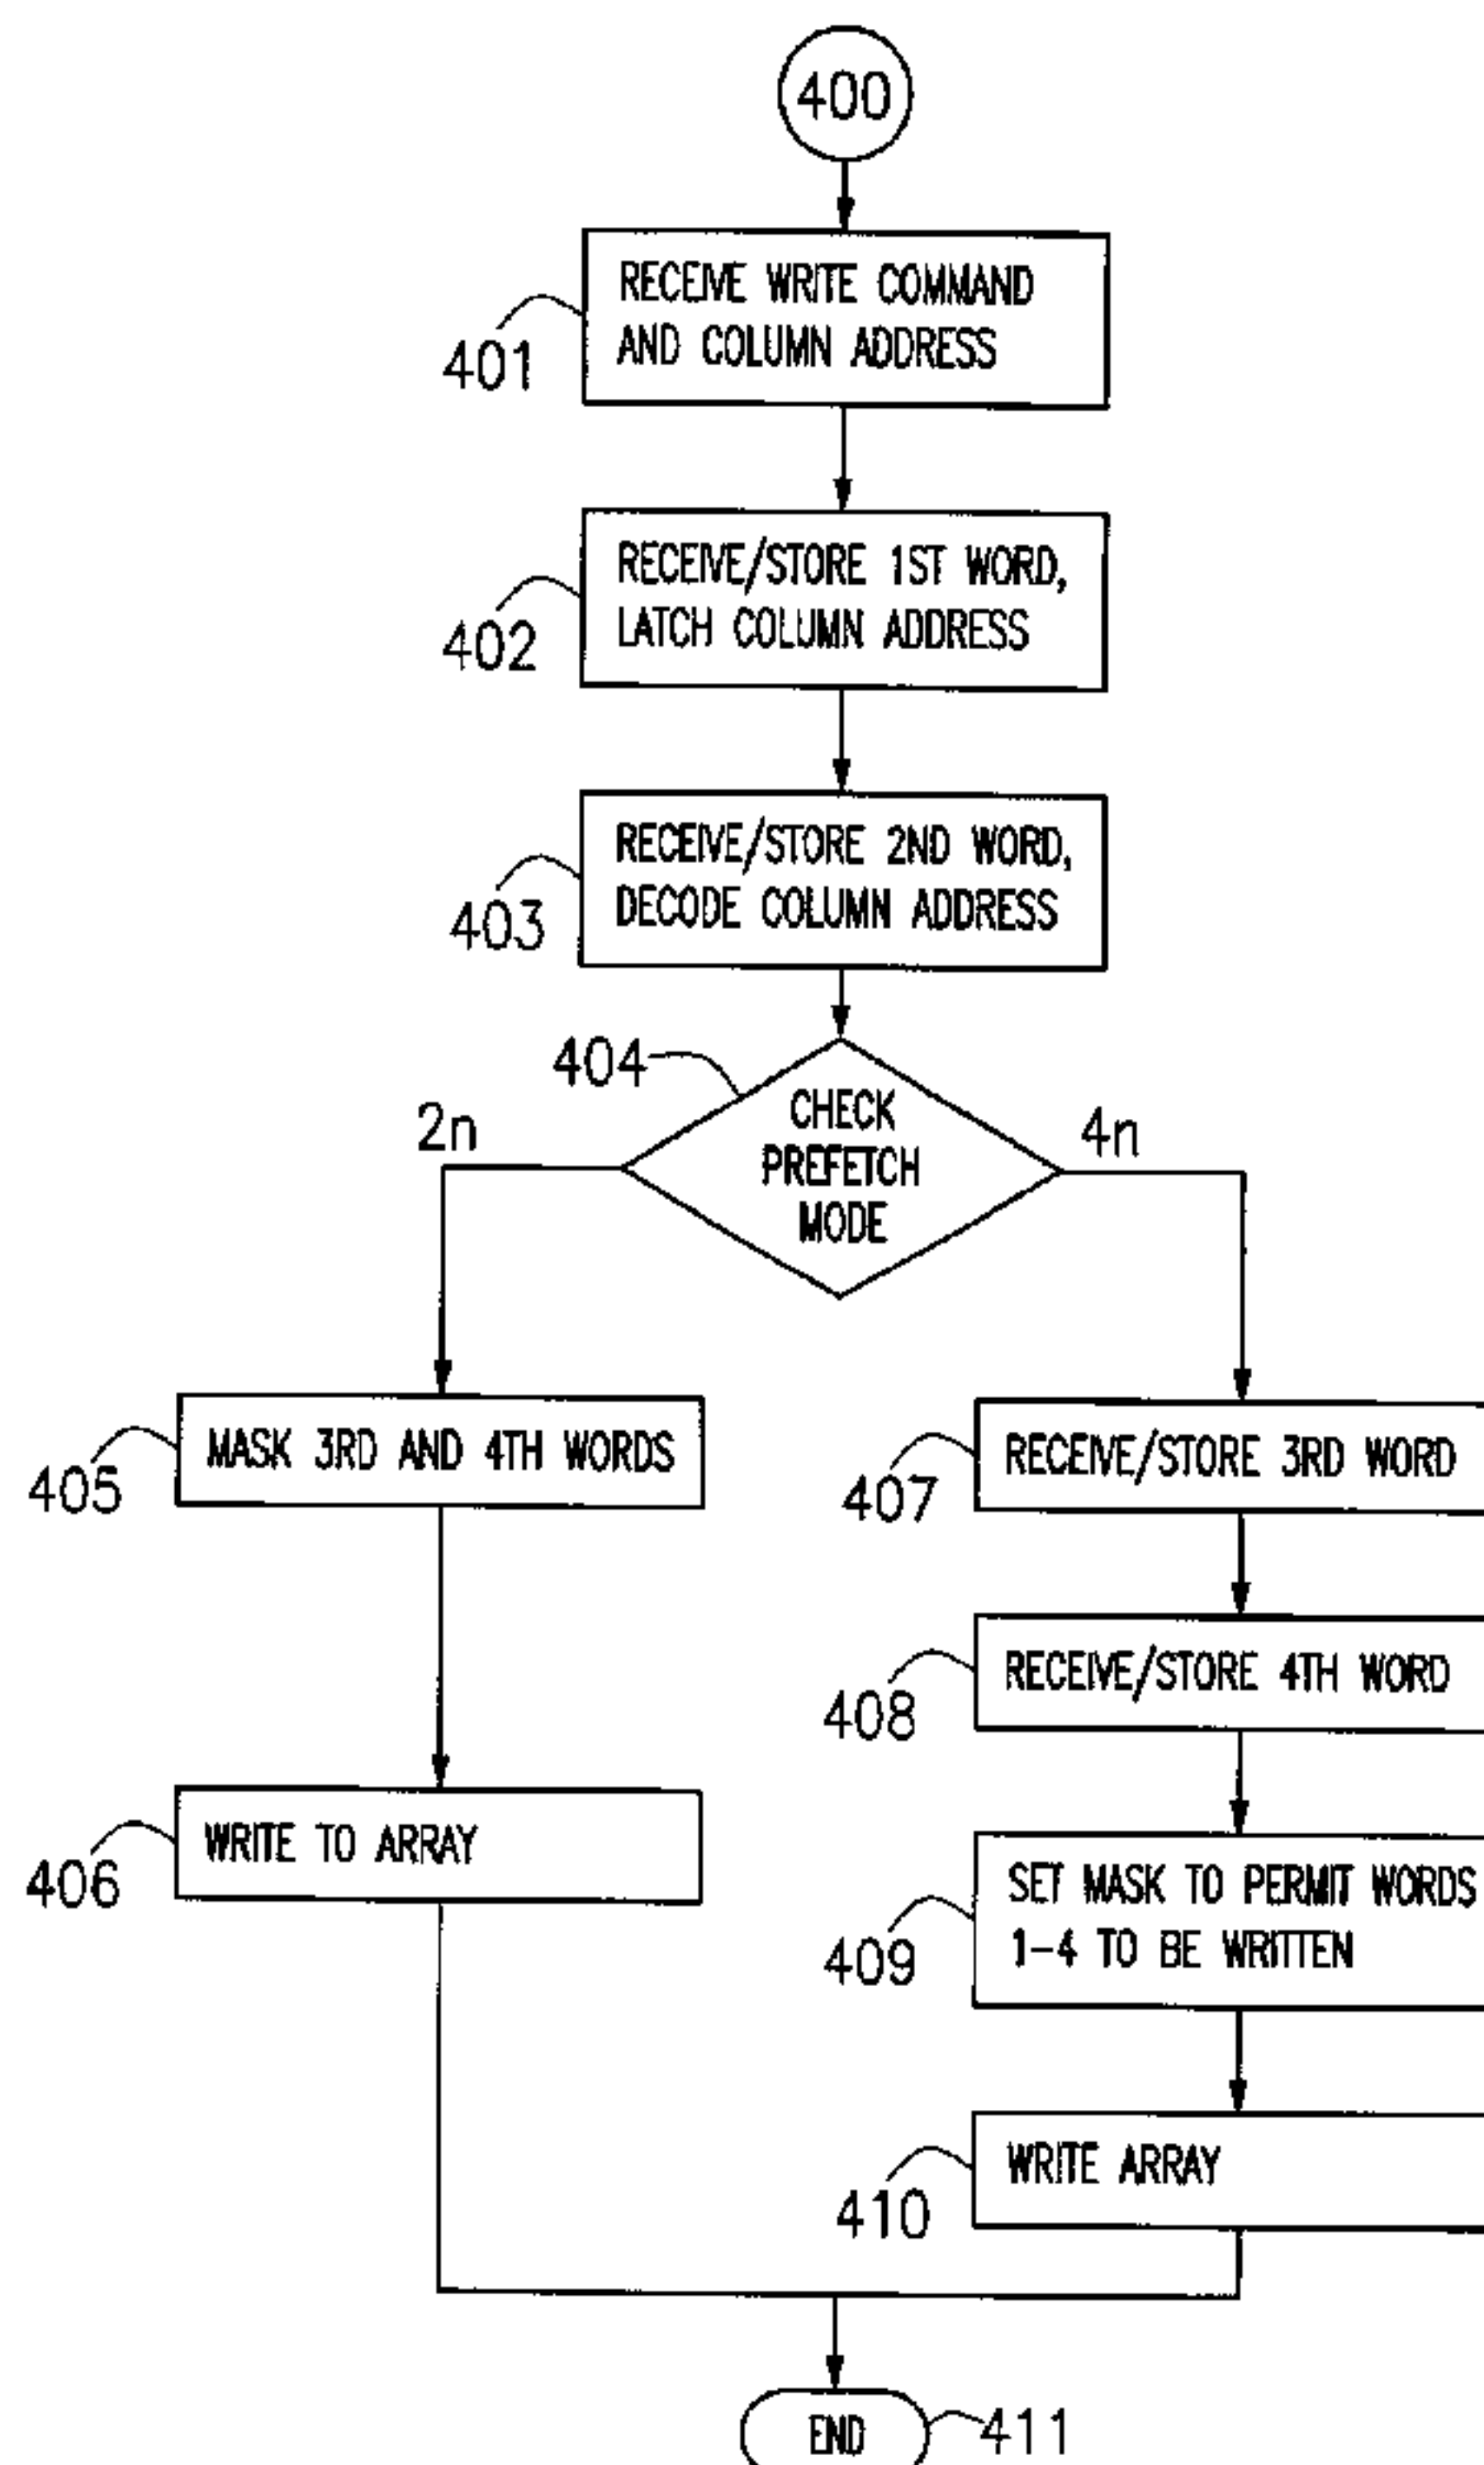 400
RECEIVE WRITE COMMAND
AND COLUMN ADDRESS
401
RECEIVE/STORE 1ST WORD,
LATCH COLUMN ADDRESS
402
RECEIVE/STORE 2ND WORD,
DECODE COLUMN ADDRESS
403
404
CHECK
PREFETCH
MODE
2n
4n
MASK 3RD AND 4TH WORDS
405
WRITE TO ARRAY
406
RECEIVE/STORE 3RD WORD
407
RECEIVE/STORE 4TH WORD
408
SET MASK TO PERMIT WORDS
1-4 TO BE WRITTEN
409
WRITE ARRAY
410
END
411